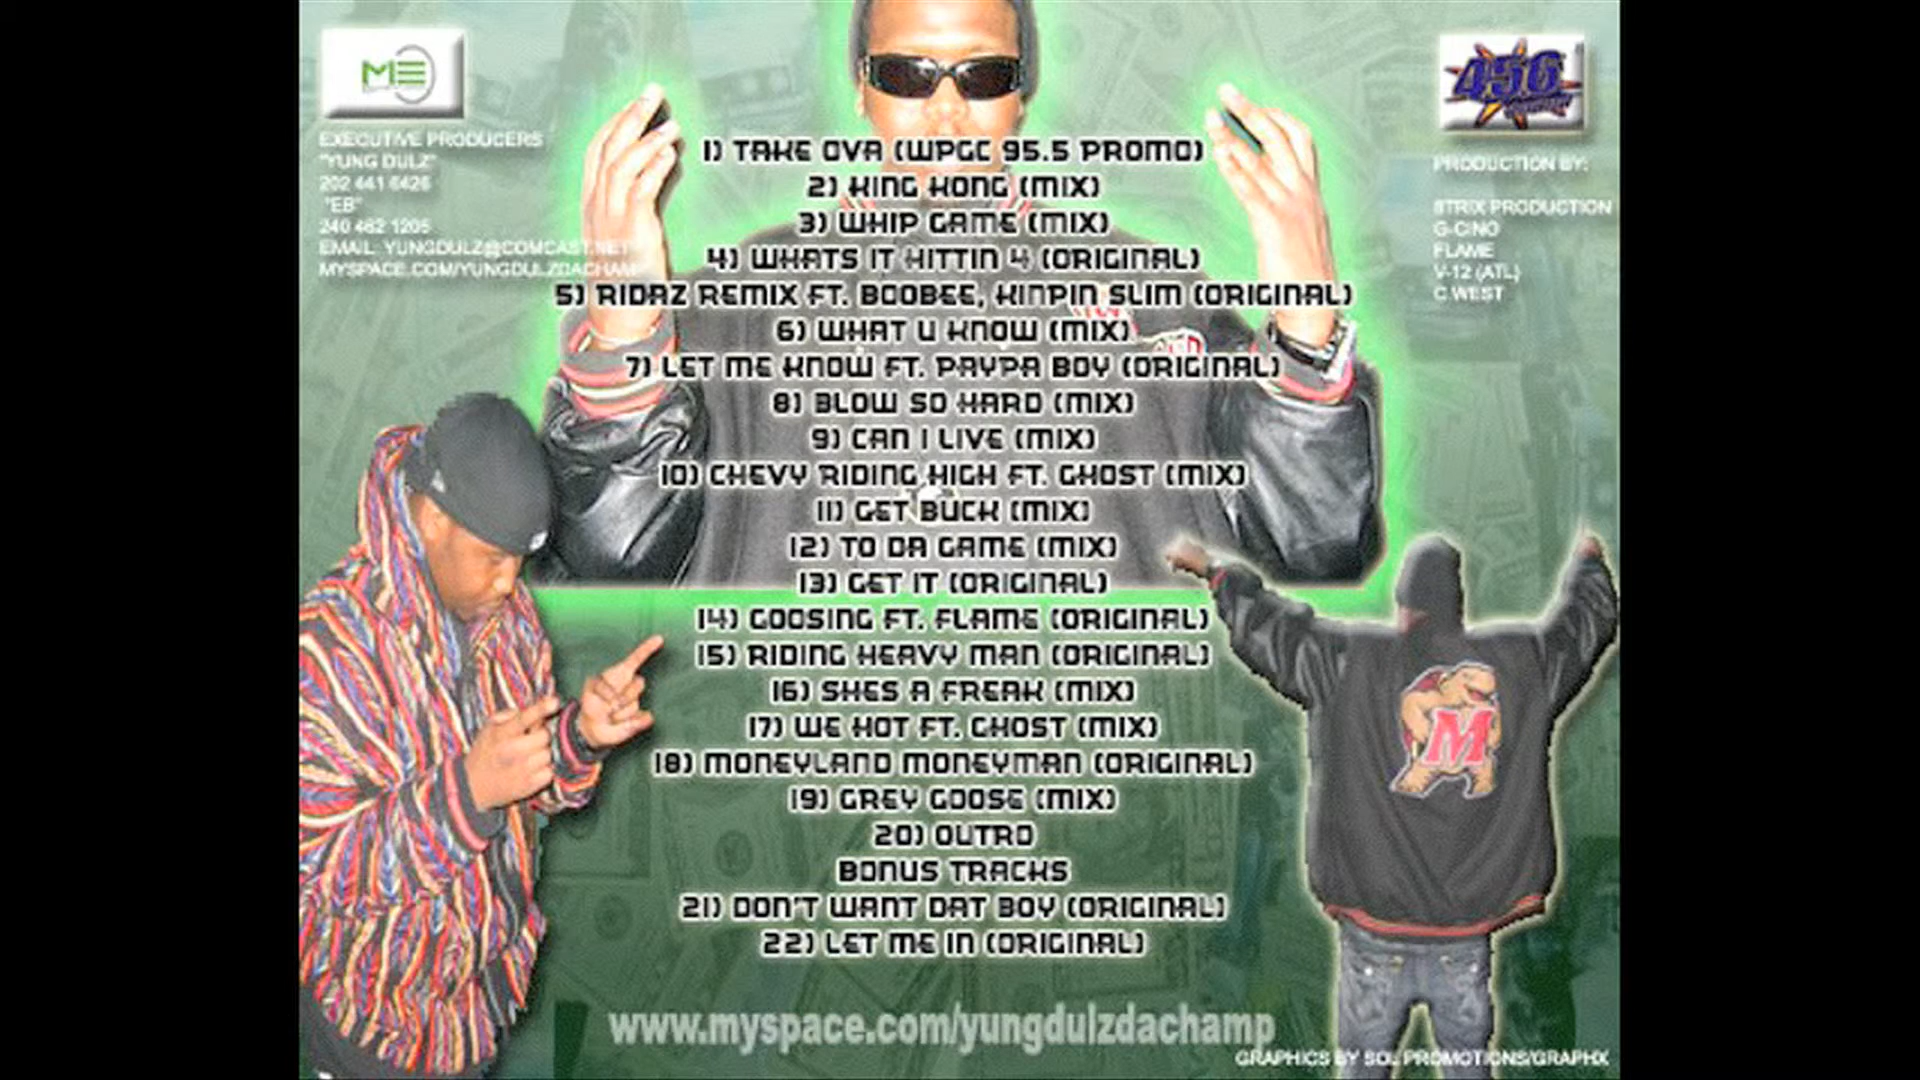 ME
EXECUTIVE PRODUCERS
"YUNG DULZ"
202 441 6426
"EB"
240 462 1205
EMAIL: YUNGDULZ@COMCAST.NET
MYSPACE.COM/YUNGDULZDACHAMP
456
PRODUCTION BY:
8TRIX PRODUCTION
G-CINO
FLAME
V-12 (ATL)
C.WEST
1) TAKE OVA (WPGC 95.5 PROMO)
2) KING KONG (MIX)
3) WHIP GAME (MIX)
4) WHATS IT HITTIN 4 (ORIGINAL)
5) RIDAZ REMIX FT. BOOBEE, KINPIN SLIM (ORIGINAL)
6) WHAT U KNOW (MIX)
7) LET ME KNOW FT. PAYPA BOY (ORIGINAL)
8) BLOW SO HARD (MIX)
9) CAN I LIVE (MIX)
10) CHEVY RIDING HIGH FT. GHOST (MIX)
11) GET BUCK (MIX)
12) TO DA GAME (MIX)
13) GET IT (ORIGINAL)
14) GOOSING FT. FLAME (ORIGINAL)
15) RIDING HEAVY MAN (ORIGINAL)
16) SHES A FREAK (MIX)
17) WE HOT FT. GHOST (MIX)
18) MONEYLAND MONEYMAN (ORIGINAL)
19) GREY GOOSE (MIX)
20) OUTRO
BONUS TRACKS
21) DON'T WANT DAT BOY (ORIGINAL)
22) LET ME IN (ORIGINAL)
M
www.myspace.com/yungdulzdachamp
GRAPHICS BY SOL PROMOTIONS/GRAPHX